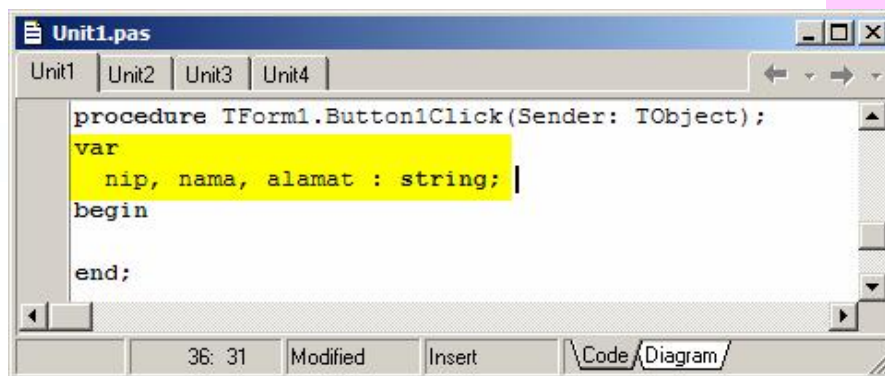 Unit1.pas
Unit1 Unit2 Unit3 Unit4
procedure TForm1.Button1Click(Sender: TObject);
var
nip, nama, alamat : string;
begin
end;
36: 31 Modified Insert Code Diagram